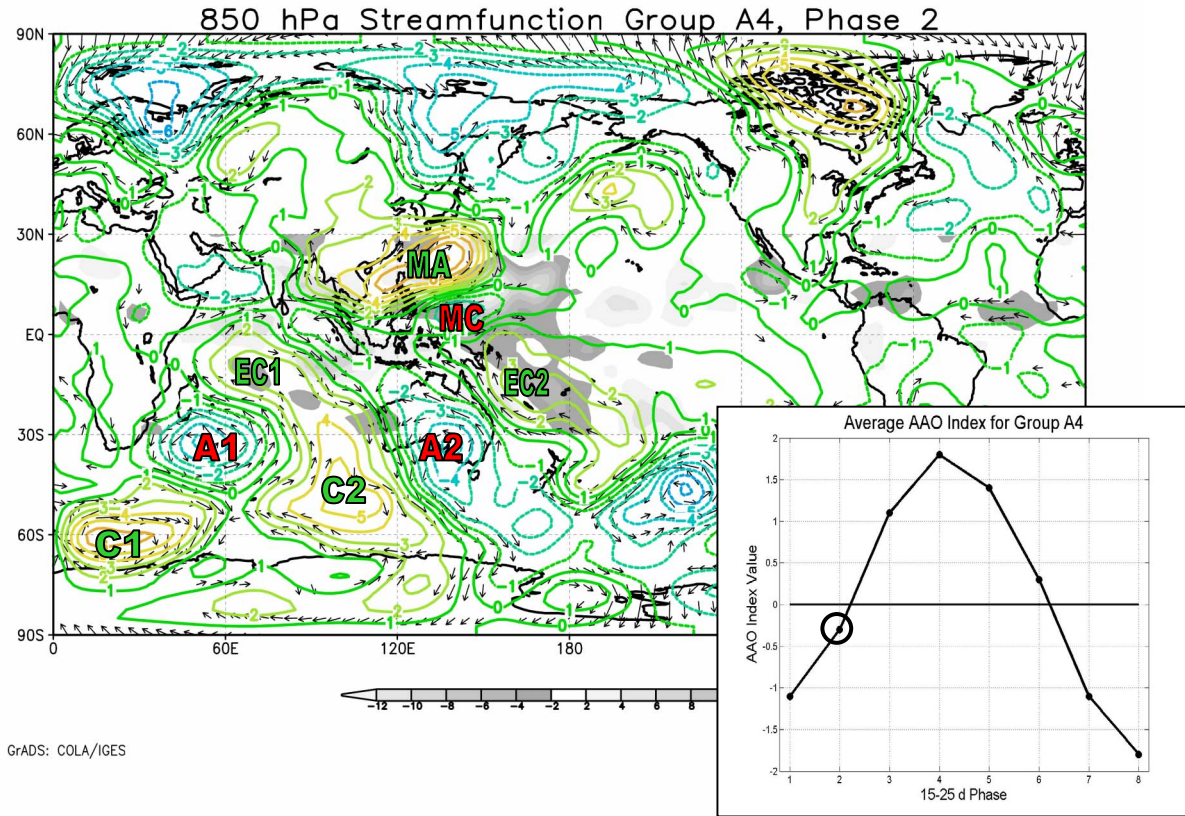 850 hPa Streamfunction Group A4, Phase 2
90N
60N
30N
EQ
30S
60S
90S
0
60E
120E
180
MA
MC
EC1
EC2
A1
A2
C2
C1
-12 -10 -8 -6 -4 -2 2 4 6 8
GrADS: COLA/IGES
Average AAO Index for Group A4
AAO Index Value
2
1.5
1
0.5
0
-0.5
-1
-1.5
-2
1 2 3 4 5 6 7 8
15-25 d Phase